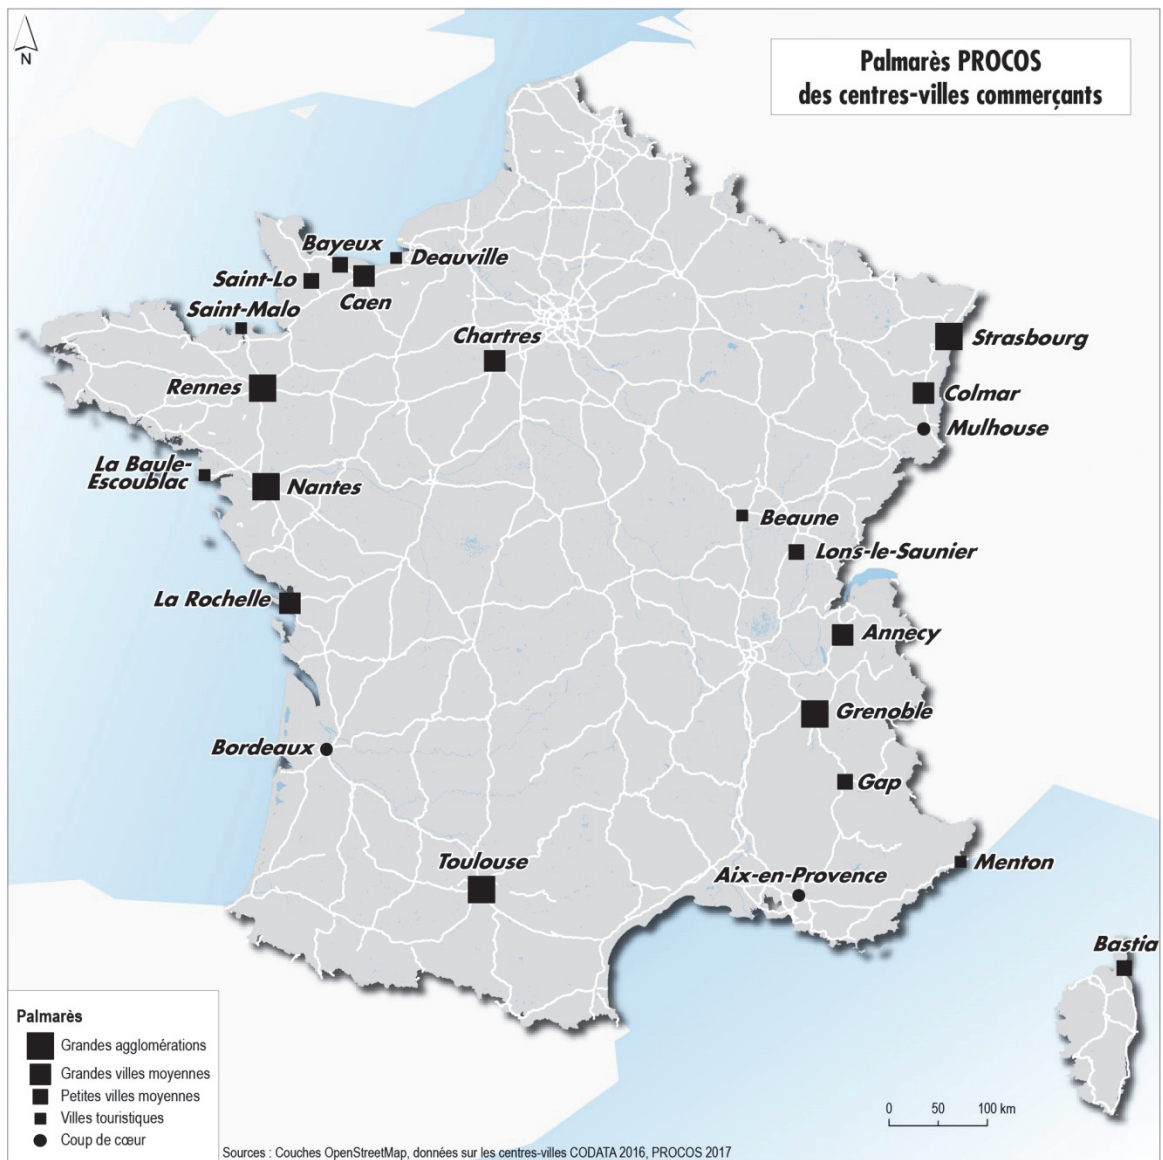 N
Palmarès PROCOS
des centres-villes commerçants
Bayeux
Deauville
Saint-Lo
Caen
Saint-Malo
Chartres
Strasbourg
Rennes
Colmar
Mulhouse
La Baule-
Escoublac
Nantes
Beaune
Lons-le-Saunier
La Rochelle
Annecy
Grenoble
Bordeaux
Gap
Toulouse
Menton
Aix-en-Provence
Bastia
Palmarès
Grandes agglomérations
Grandes villes moyennes
Petites villes moyennes
Villes touristiques
Coup de cœur
0 50 100 km
Sources : Couches OpenStreetMap, données sur les centres-villes CODATA 2016, PROCOS 2017